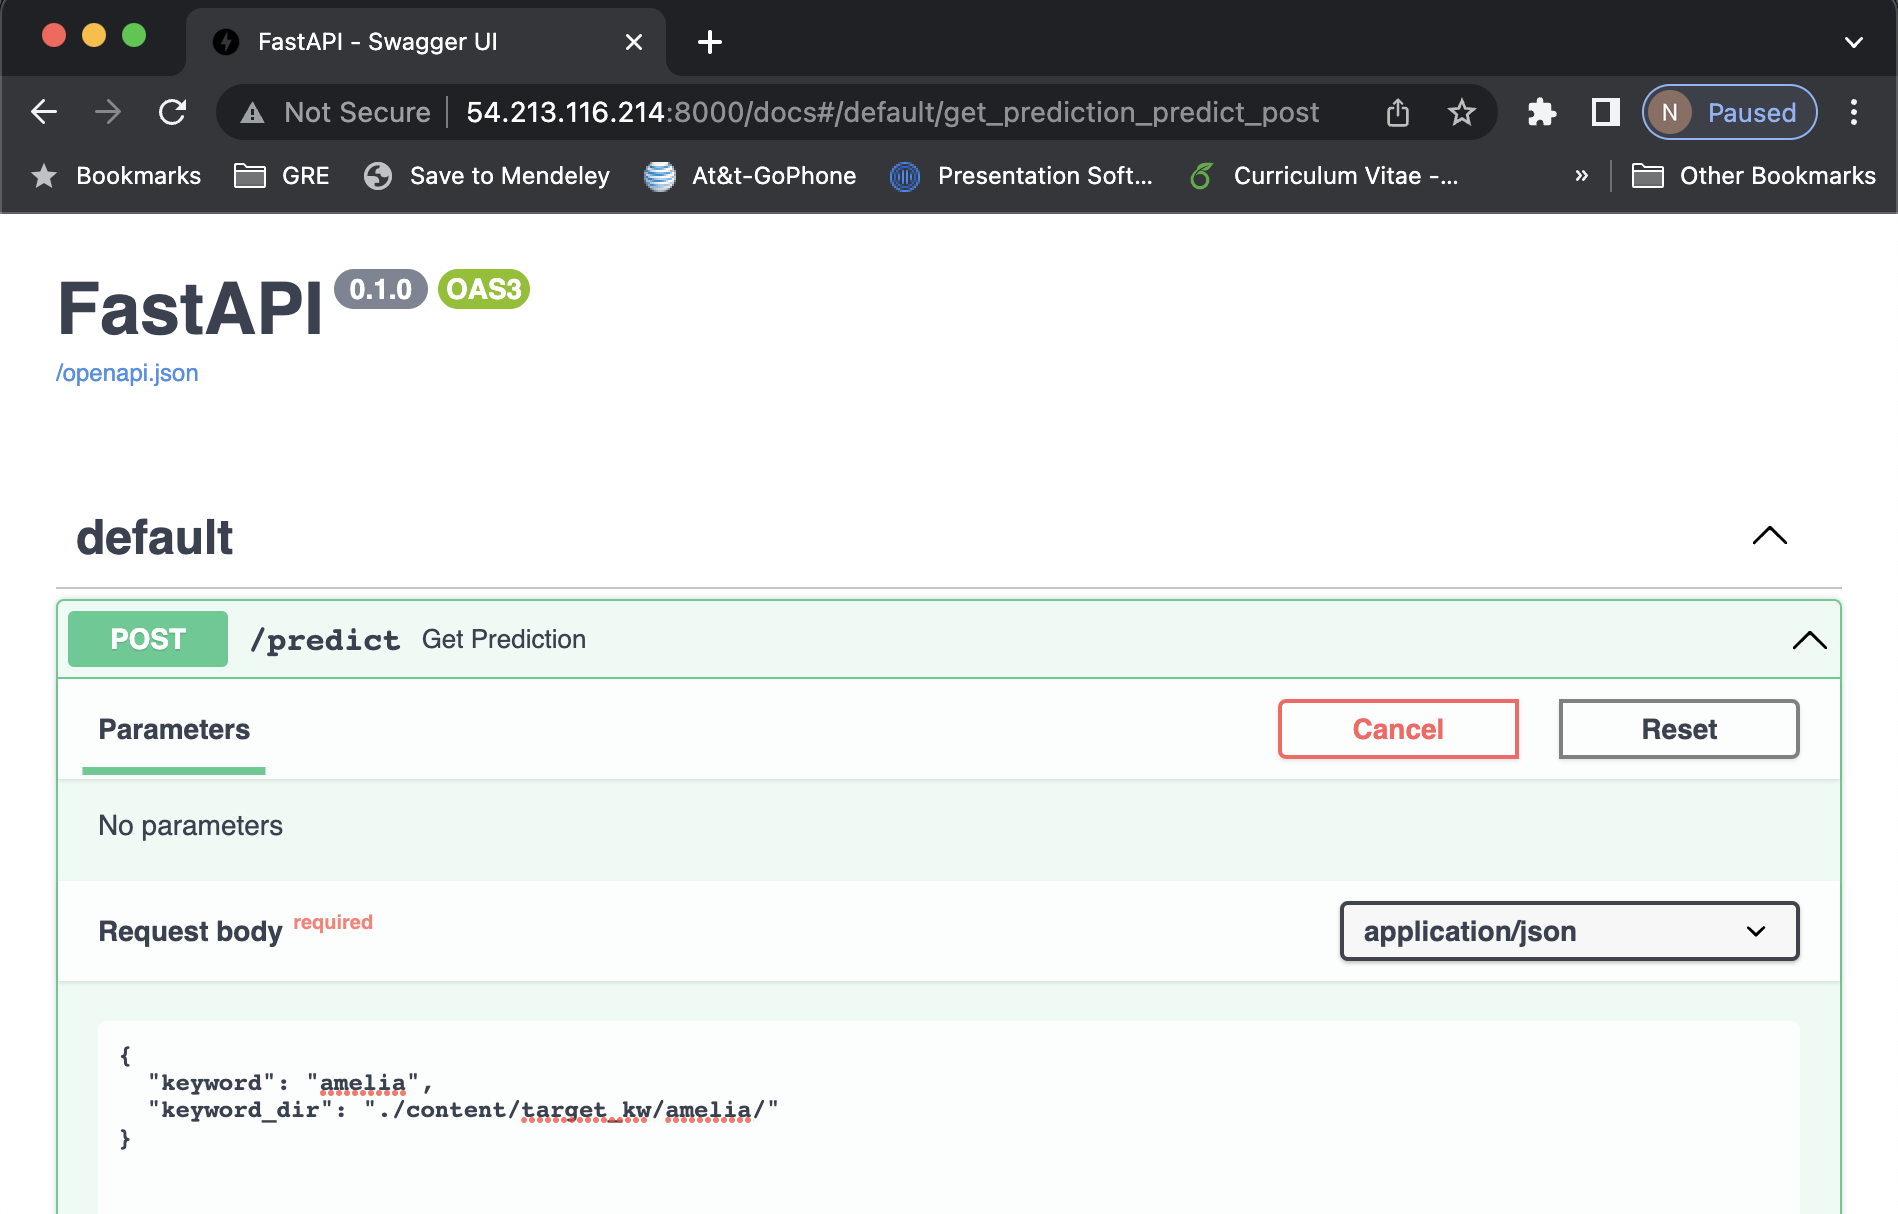 FastAPI - Swagger UI
Not Secure 54.213.116.214:8000/docs#/default/get_prediction_predict_post N Paused
Bookmarks GRE Save to Mendeley At&t-GoPhone Presentation Soft... Curriculum Vitae -... » Other Bookmarks
FastAPI 0.1.0 OAS3
/openapi.json
default
POST /predict Get Prediction
Parameters Cancel Reset
No parameters
Request body required application/json
{
"keyword": "amelia",
"keyword_dir": "./content/target_kw/amelia/"
}